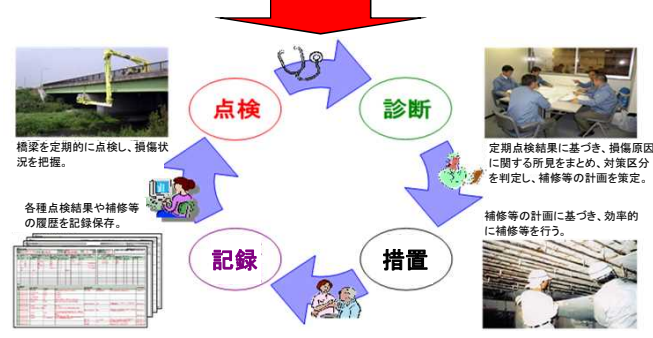 点検
診断
橋梁を定期的に点検し、損傷状
況を把握。
定期点検結果に基づき、損傷原因
に関する所見をまとめ、対策区分
を判定し、補修等の計画を策定。
各種点検結果や補修等
の履歴を記録保存。
補修等の計画に基づき、効率的
に補修等を行う。
記録
措置